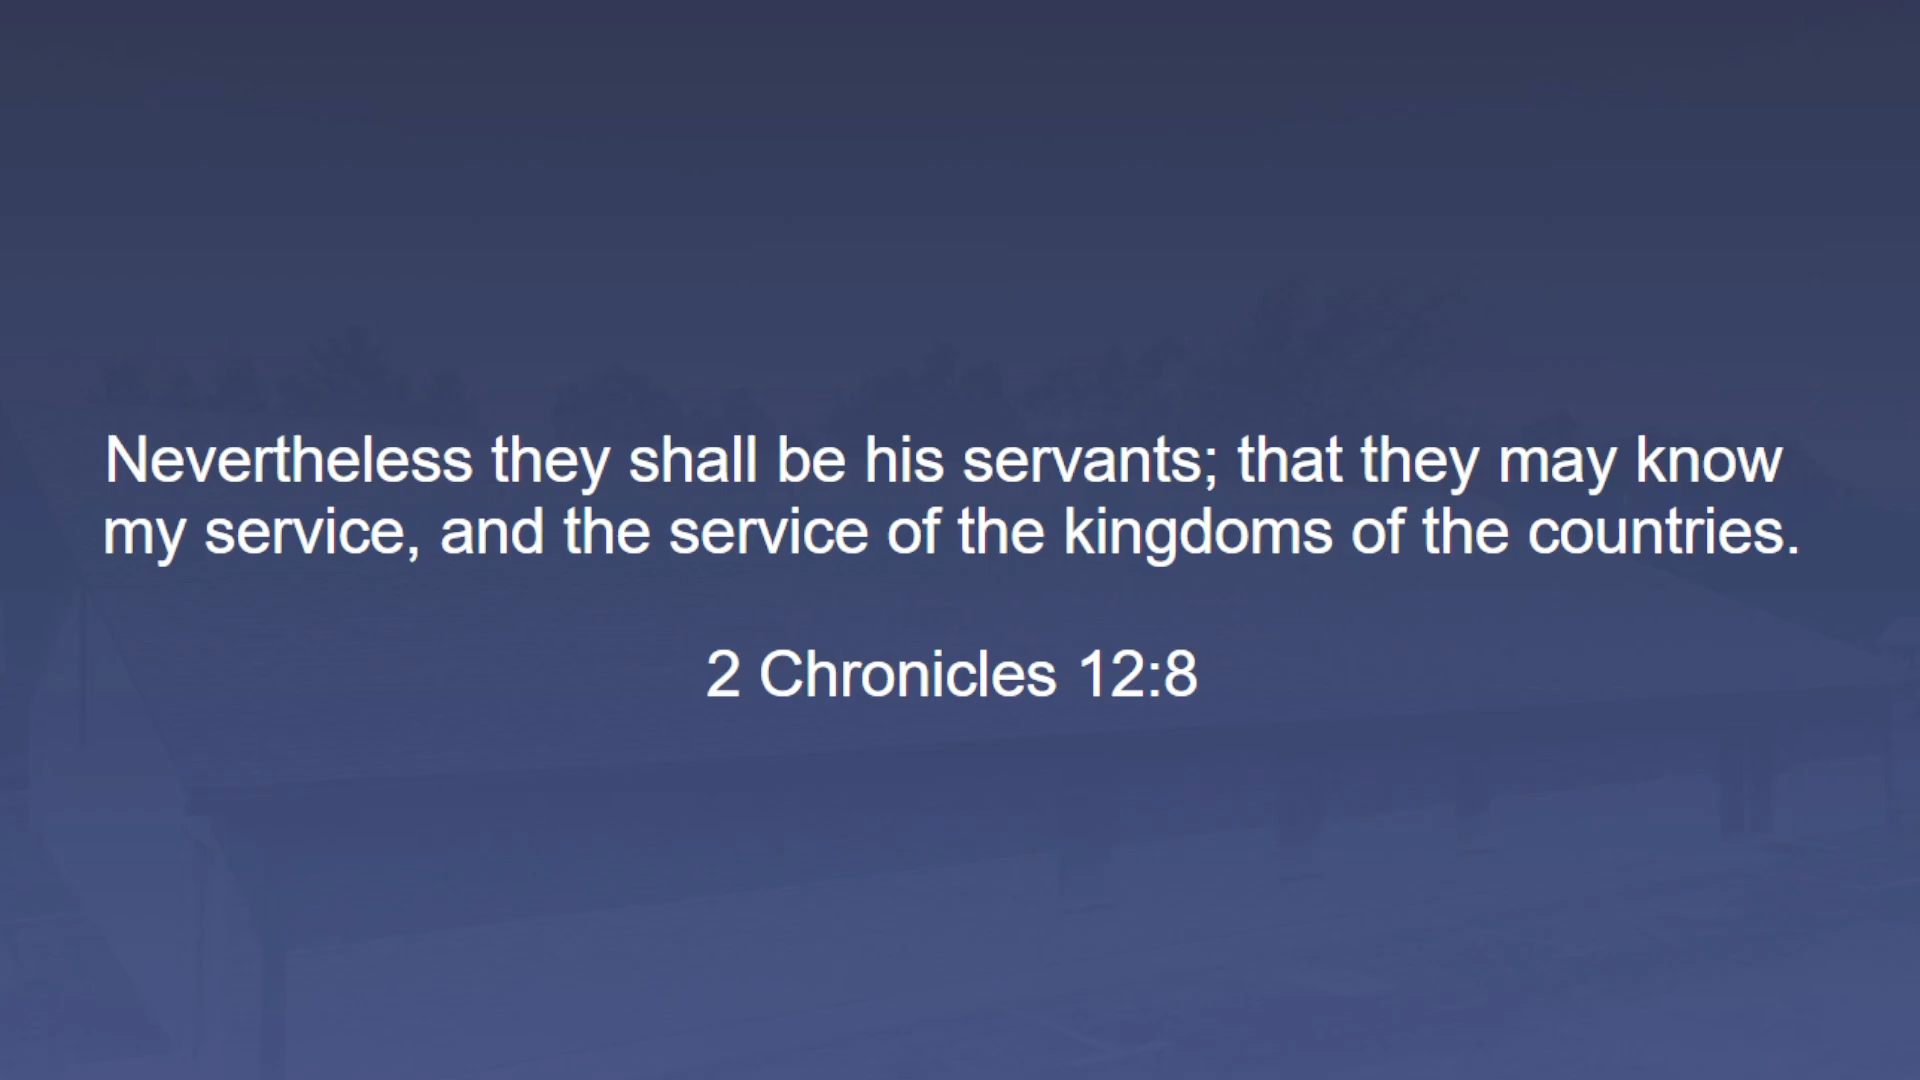 Nevertheless they shall be his servants; that they may know
my service, and the service of the kingdoms of the countries.
2 Chronicles 12:8